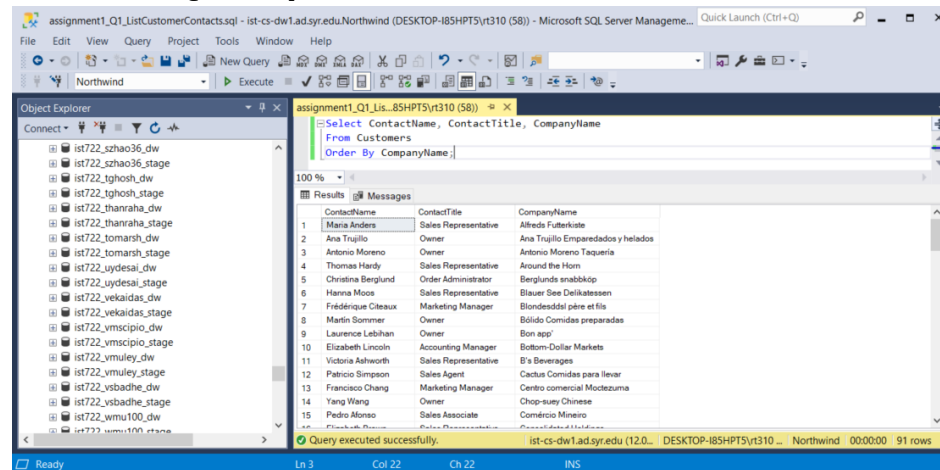 assignment1_Q1_ListCustomerContacts.sql - ist-cs-dw1.ad.syr.edu.Northwind (DESKTOP-I85HPT5\rt310 (58)) - Microsoft SQL Server Manageme...
Quick Launch (Ctrl+Q)
File Edit View Query Project Tools Window Help
New Query
Northwind Execute
Object Explorer
Connect
ist722_szhao36_dw
ist722_szhao36_stage
ist722_tghosh_dw
ist722_tghosh_stage
ist722_thanraha_dw
ist722_thanraha_stage
ist722_tomarsh_dw
ist722_tomarsh_stage
ist722_uydesai_dw
ist722_uydesai_stage
ist722_vekaidas_dw
ist722_vekaidas_stage
ist722_vmscipio_dw
ist722_vmscipio_stage
ist722_vmuley_dw
ist722_vmuley_stage
ist722_vsbadhe_dw
ist722_vsbadhe_stage
ist722_wmu100_dw
ist722_wmu100_stage
assignment1_Q1_Lis...85HPT5\rt310 (58))
Select ContactName, ContactTitle, CompanyName
From Customers
Order By CompanyName;
100 %
Results Messages
ContactName ContactTitle CompanyName
1 Maria Anders Sales Representative Alfreds Futterkiste
2 Ana Trujillo Owner Ana Trujillo Emparedados y helados
3 Antonio Moreno Owner Antonio Moreno Taquería
4 Thomas Hardy Sales Representative Around the Horn
5 Christina Berglund Order Administrator Berglunds snabbköp
6 Hanna Moos Sales Representative Blauer See Delikatessen
7 Frédérique Citeaux Marketing Manager Blondesddsl père et fils
8 Martín Sommer Owner Bólido Comidas preparadas
9 Laurence Lebihan Owner Bon app'
10 Elizabeth Lincoln Accounting Manager Bottom-Dollar Markets
11 Victoria Ashworth Sales Representative B's Beverages
12 Patricio Simpson Sales Agent Cactus Comidas para llevar
13 Francisco Chang Marketing Manager Centro comercial Moctezuma
14 Yang Wang Owner Chop-suey Chinese
15 Pedro Afonso Sales Associate Comércio Mineiro
Query executed successfully. ist-cs-dw1.ad.syr.edu (12.0... DESKTOP-I85HPT5\rt310 ... Northwind 00:00:00 91 rows
Ready Ln 3 Col 22 Ch 22 INS